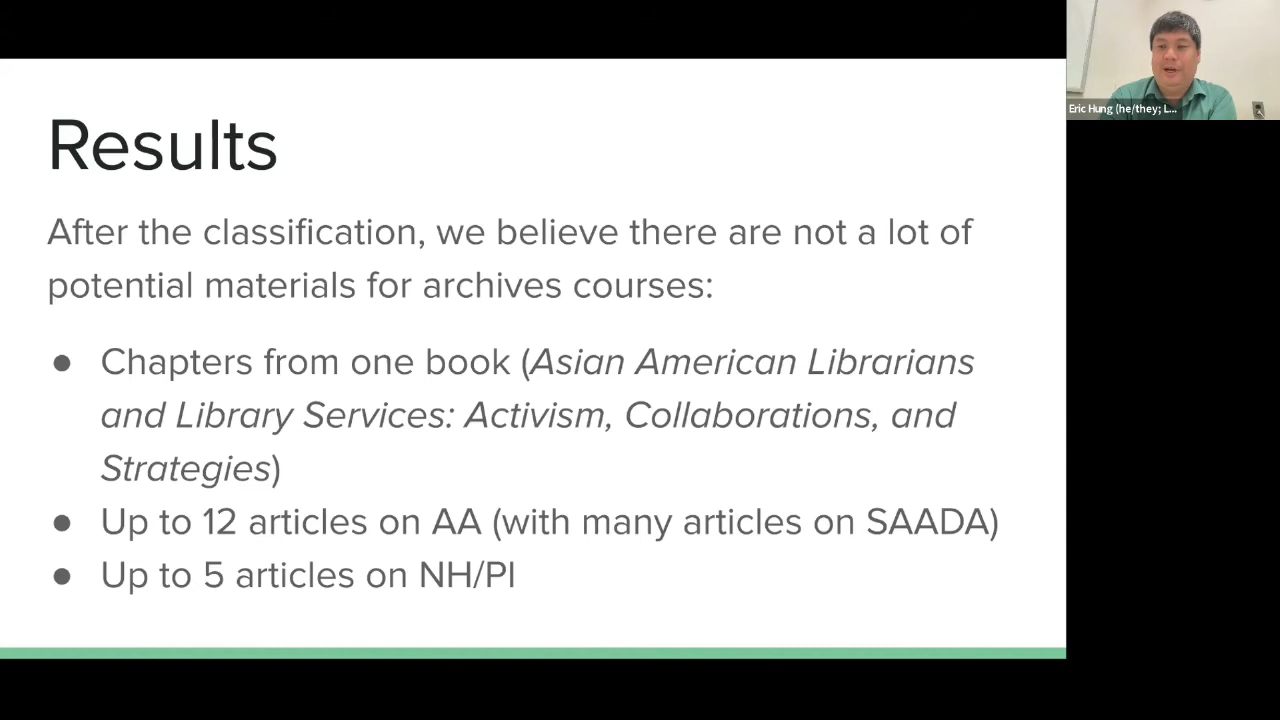 Results
After the classification, we believe there are not a lot of
potential materials for archives courses:
● Chapters from one book (Asian American Librarians
and Library Services: Activism, Collaborations, and
Strategies)
● Up to 12 articles on AA (with many articles on SAADA)
● Up to 5 articles on NH/PI
Eric Hung (he/they; L...